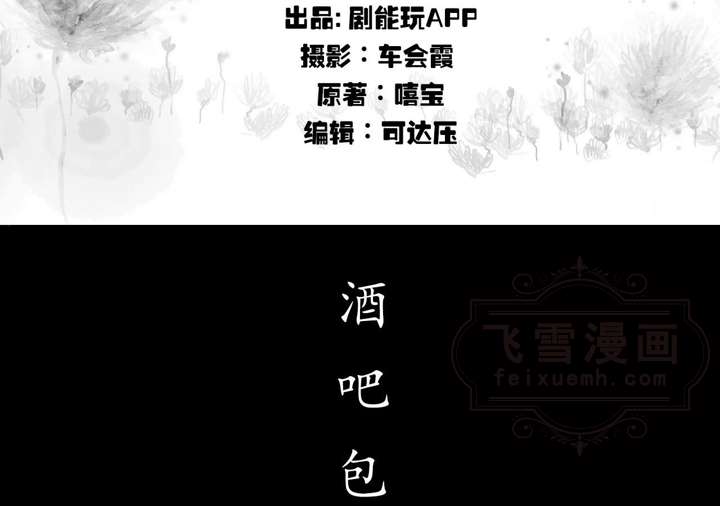 出品: 剧能玩APP
摄影：车会霞
原著：嘻宝
编辑：可达压
酒
吧
包
飞雪漫画
feixuemh.com